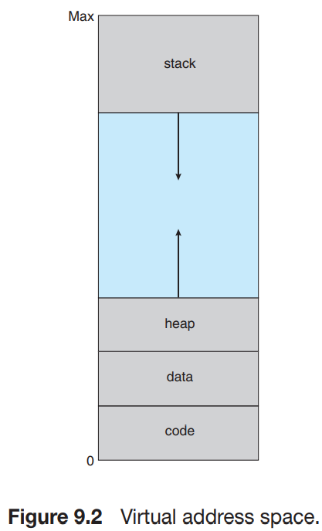 Max
stack
heap
data
code
0
Figure 9.2 Virtual address space.